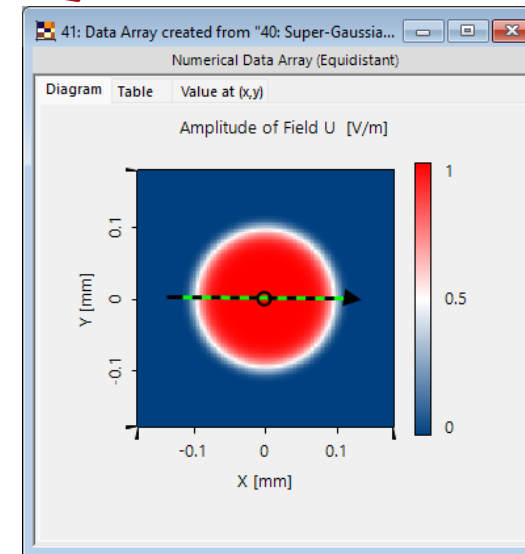 41: Data Array created from "40: Super-Gaussia...
Numerical Data Array (Equidistant)
Diagram Table Value at (x,y)
Amplitude of Field U [V/m]
1
0.5
0
Y [mm]
0.1
0
-0.1
-0.1 0 0.1
X [mm]